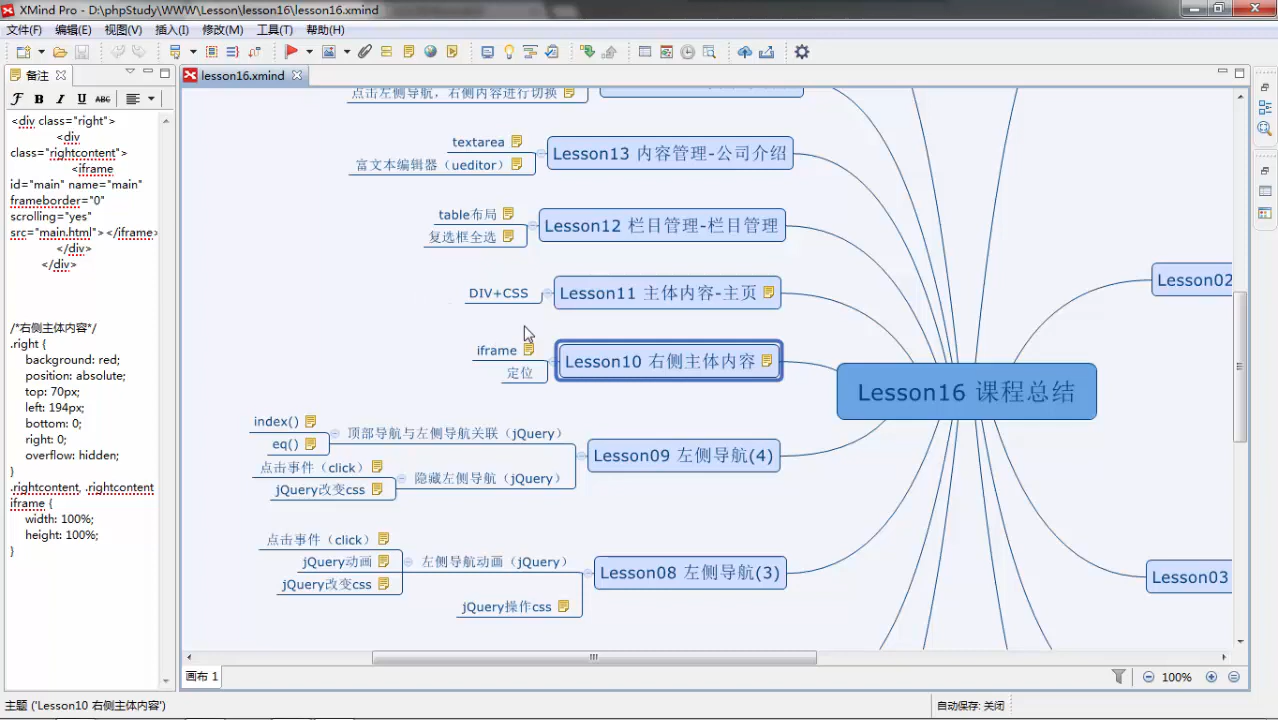 XMind Pro - D:\phpStudy\WWW\Lesson\lesson16\lesson16.xmind
文件(F) 编辑(E) 视图(V) 插入(I) 修改(M) 工具(T) 帮助(H)
备注
lesson16.xmind
B I U ABC
<div class="right">
<div
class="rightcontent">
<iframe
id="main" name="main"
frameborder="0"
scrolling="yes"
src="main.html"></iframe>
</div>
</div>
/*右侧主体内容*/
.right {
background: red;
position: absolute;
top: 70px;
left: 194px;
bottom: 0;
right: 0;
overflow: hidden;
}
.rightcontent, .rightcontent
iframe {
width: 100%;
height: 100%;
}
点击左侧导航，右侧内容进行切换
textarea
富文本编辑器（ueditor）
Lesson13 内容管理-公司介绍
table布局
复选框全选
Lesson12 栏目管理-栏目管理
DIV+CSS
Lesson11 主体内容-主页
iframe
定位
Lesson10 右侧主体内容
index()
eq()
顶部导航与左侧导航关联（jQuery）
点击事件（click）
jQuery改变css
隐藏左侧导航（jQuery）
Lesson09 左侧导航(4)
点击事件（click）
jQuery动画
jQuery改变css
左侧导航动画（jQuery）
jQuery操作css
Lesson08 左侧导航(3)
Lesson16 课程总结
Lesson02
Lesson03
画布 1
100%
主题 ('Lesson10 右侧主体内容')
自动保存: 关闭